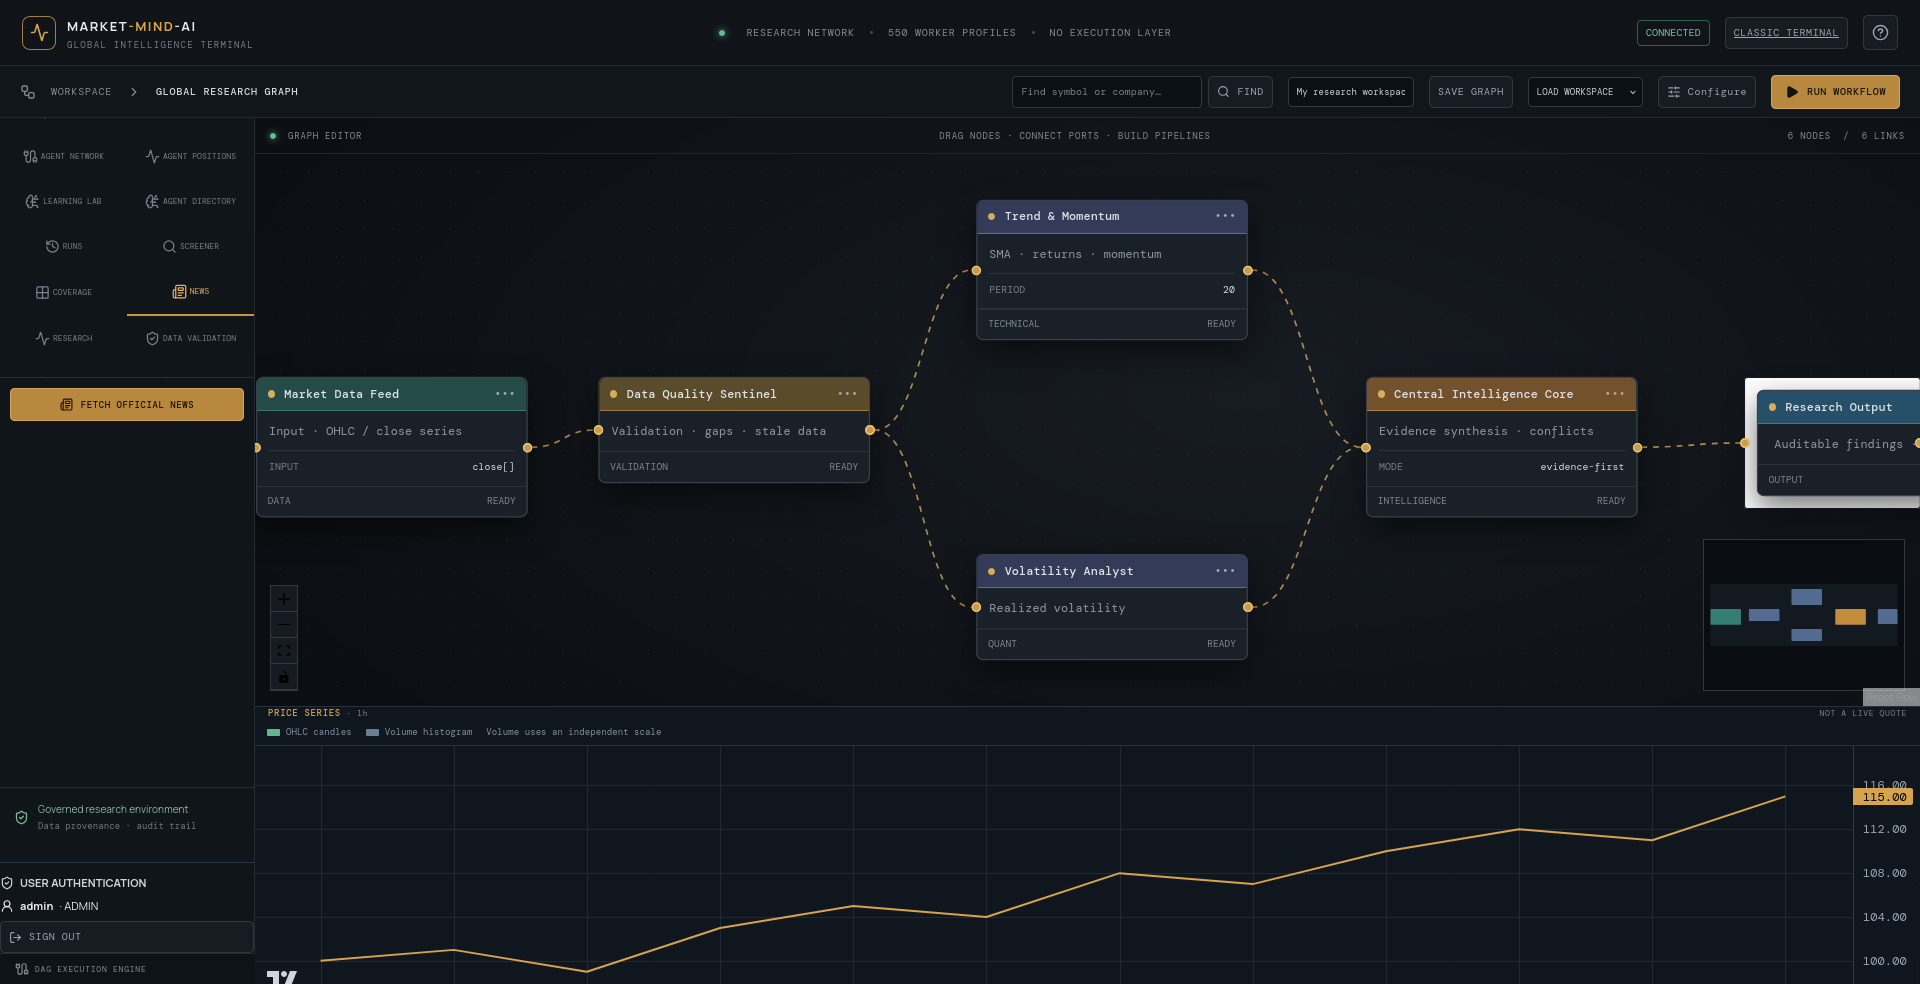 MARKET-MIND-AI
GLOBAL INTELLIGENCE TERMINAL
RESEARCH NETWORK • 550 WORKER PROFILES • NO EXECUTION LAYER
CONNECTED
CLASSIC TERMINAL
WORKSPACE
GLOBAL RESEARCH GRAPH
Find symbol or company…
FIND
My research workspac
SAVE GRAPH
LOAD WORKSPACE
Configure
RUN WORKFLOW
AGENT NETWORK
AGENT POSITIONS
LEARNING LAB
AGENT DIRECTORY
RUNS
SCREENER
COVERAGE
NEWS
RESEARCH
DATA VALIDATION
FETCH OFFICIAL NEWS
Governed research environment
Data provenance · audit trail
USER AUTHENTICATION
admin · ADMIN
SIGN OUT
DAG EXECUTION ENGINE
GRAPH EDITOR
DRAG NODES · CONNECT PORTS · BUILD PIPELINES
6 NODES / 6 LINKS
Trend & Momentum
SMA · returns · momentum
PERIOD 20
TECHNICAL READY
Market Data Feed
Input · OHLC / close series
INPUT close[]
DATA READY
Data Quality Sentinel
Validation · gaps · stale data
VALIDATION READY
Central Intelligence Core
Evidence synthesis · conflicts
MODE evidence-first
INTELLIGENCE READY
Research Output
Auditable findings
OUTPUT
Volatility Analyst
Realized volatility
QUANT READY
React Flow
PRICE SERIES · 1h
NOT A LIVE QUOTE
OHLC candles
Volume histogram
Volume uses an independent scale
116.00
115.00
112.00
108.00
104.00
100.00